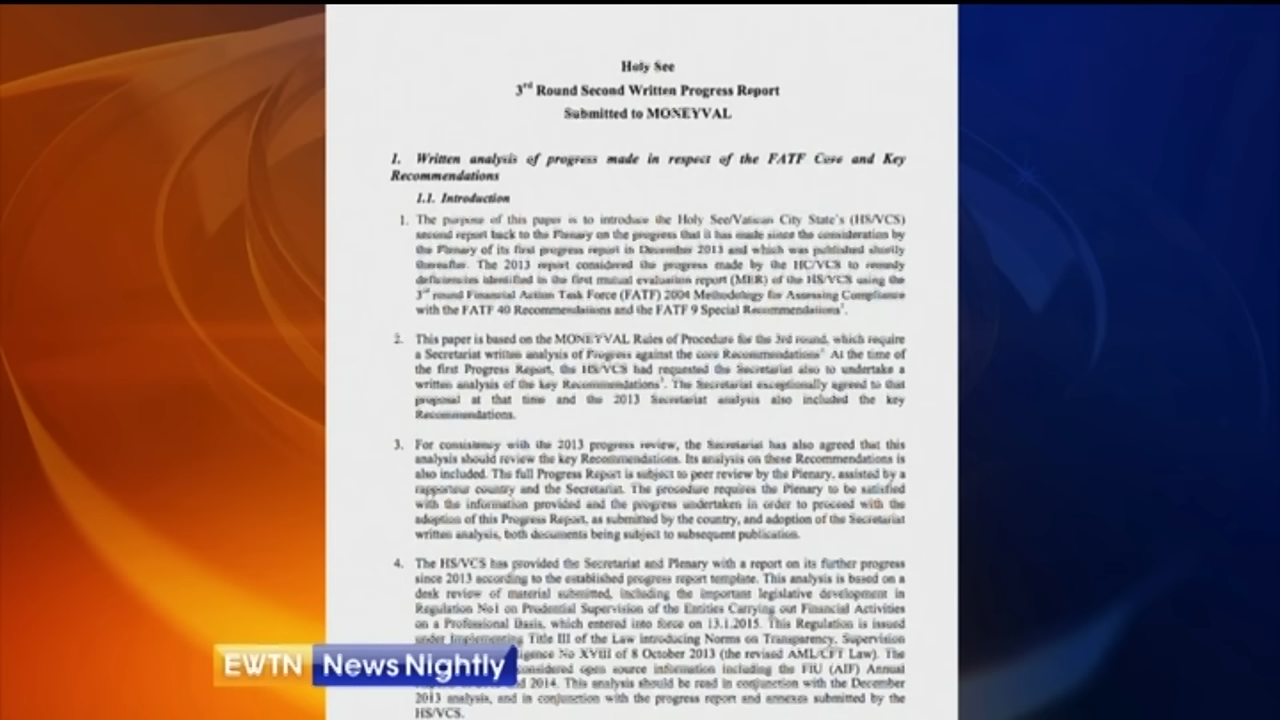 Holy See
3rd Round Second Written Progress Report
Submitted to MONEYVAL
1. Written analysis of progress made in respect of the FATF Core and Key
Recommendations
1.1. Introduction
1. The purpose of this paper is to introduce the Holy See/Vatican City State's (HS/VCS)
second report back to the Plenary on the progress that it has made since the consideration by
the Plenary of its first progress report in December 2013 and which was published shortly
thereafter. The 2013 report considered the progress made by the HC/VCS to remedy
deficiencies identified in the first mutual evaluation report (MER) of the HS/VCS using the
3rd round Financial Action Task Force (FATF) 2004 Methodology for Assessing Compliance
with the FATF 40 Recommendations and the FATF 9 Special Recommendations1.
2. This paper is based on the MONEYVAL Rules of Procedure for the 3rd round, which require
a Secretariat written analysis of Progress against the core Recommendations2 At the time of
the first Progress Report, the HS/VCS had requested the Secretariat also to undertake a
written analysis of the key Recommendations3. The Secretariat exceptionally agreed to that
proposal at that time and the 2013 Secretariat analysis also included the key
Recommendations.
3. For consistency with the 2013 progress review, the Secretariat has also agreed that this
analysis should review the key Recommendations. Its analysis on these Recommendations is
also included. The full Progress Report is subject to peer review by the Plenary, assisted by a
rapporteur country and the Secretariat. The procedure requires the Plenary to be satisfied
with the information provided and the progress undertaken in order to proceed with the
adoption of this Progress Report, as submitted by the country, and adoption of the Secretariat
written analysis, both documents being subject to subsequent publication.
4. The HS/VCS has provided the Secretariat and Plenary with a report on its further progress
since 2013 according to the established progress report template. This analysis is based on a
desk review of material submitted, including the important legislative development in
Regulation No1 on Prudential Supervision of the Entities Carrying out Financial Activities
on a Professional Basis, which entered into force on 13.1.2015. This Regulation is issued
under Implementing Title III of the Law introducing Norms on Transparency, Supervision
ligence No XVIII of 8 October 2013 (the revised AML/CFT Law). The
considered open source information including the FIU (AIF) Annual
d 2014. This analysis should be read in conjunction with the December
2013 analysis, and in conjunction with the progress report and annexes submitted by the
HS/VCS.
EWTN News Nightly